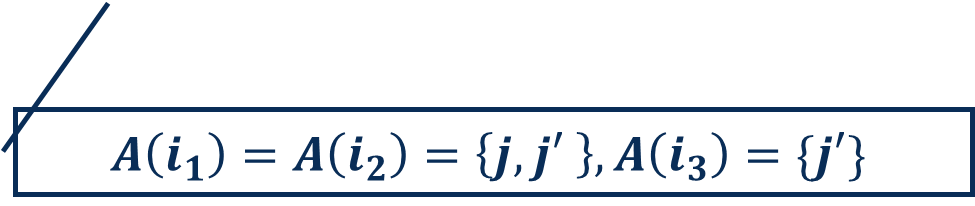 A(i₁) = A(i₂) = {j, j′ }, A(i₃) = {j′}